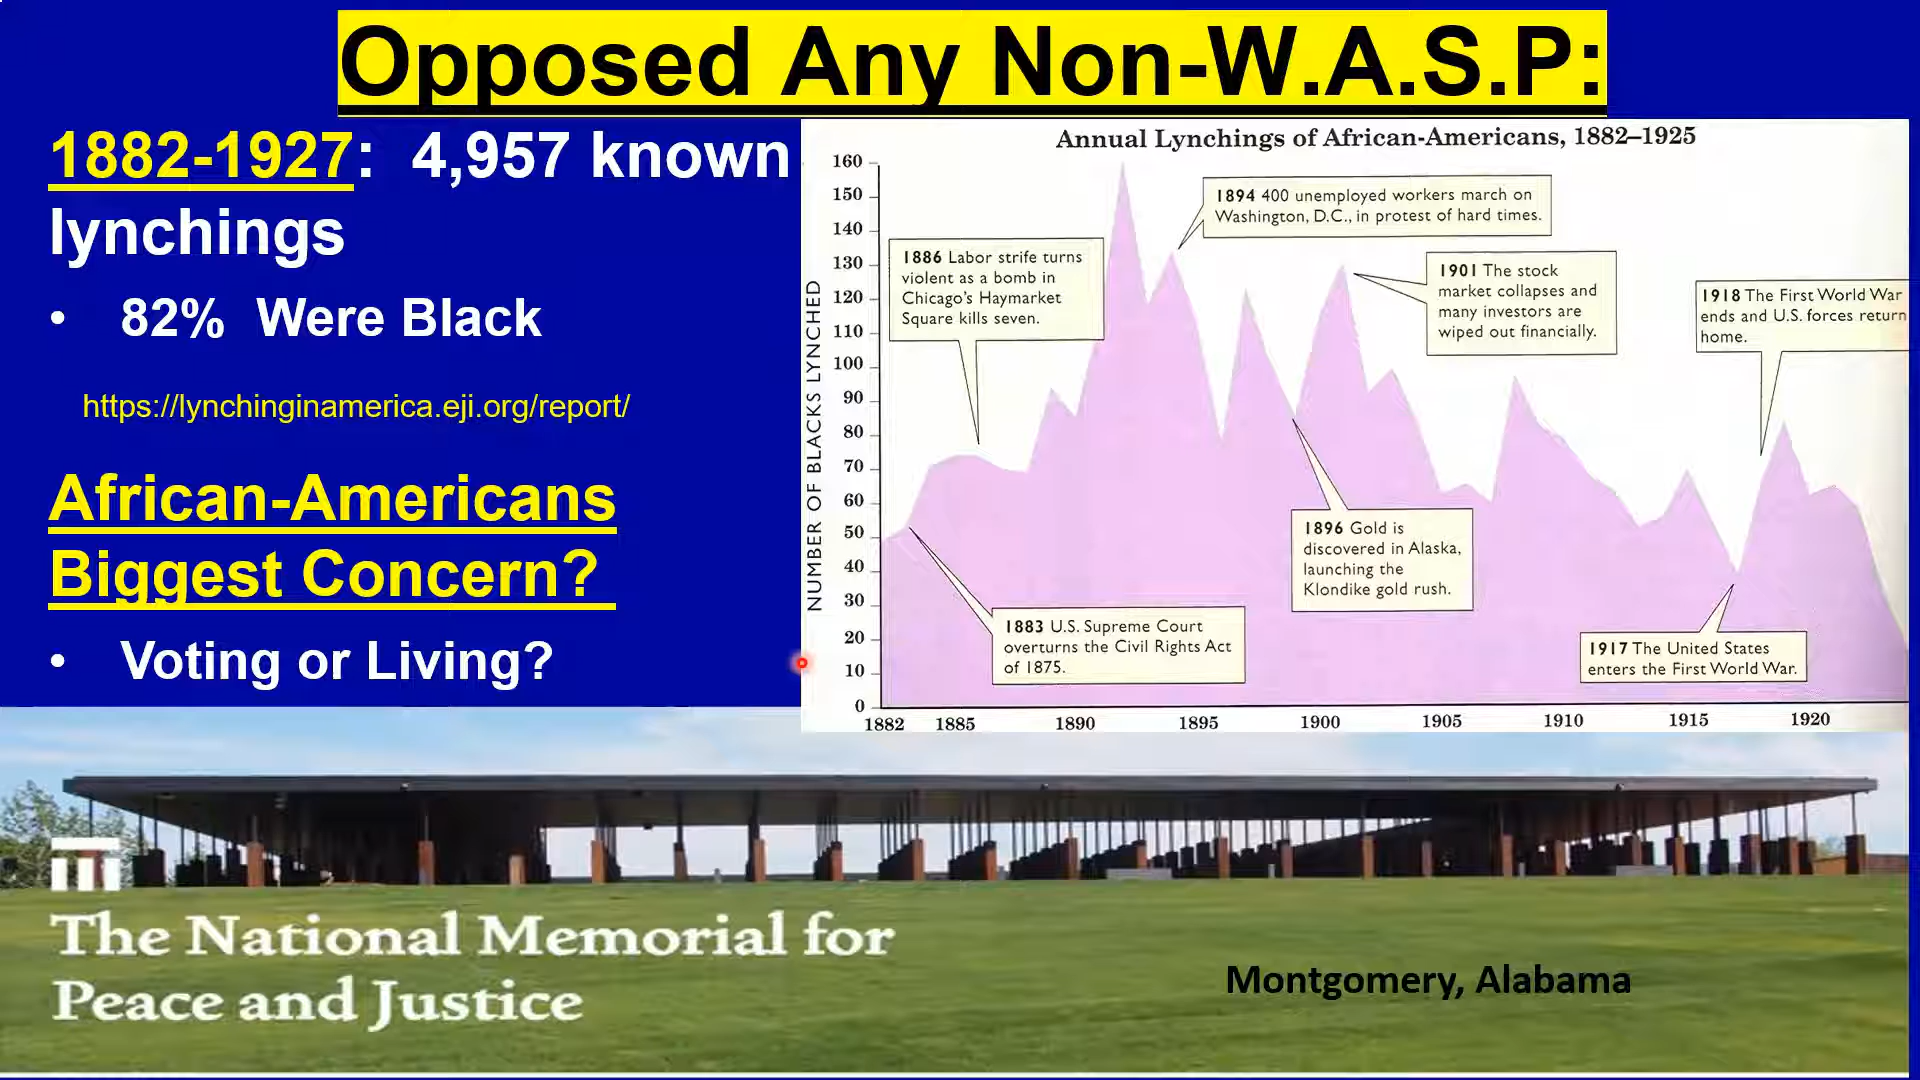 Opposed Any Non-W.A.S.P:
1882-1927: 4,957 known
lynchings
• 82% Were Black
https://lynchinginamerica.eji.org/report/
African-Americans
Biggest Concern?
• Voting or Living?
Annual Lynchings of African-Americans, 1882–1925
NUMBER OF BLACKS LYNCHED
160
150
140
130
120
110
100
90
80
70
60
50
40
30
20
10
0
1882 1885 1890 1895 1900 1905 1910 1915 1920
1886 Labor strife turns
violent as a bomb in
Chicago's Haymarket
Square kills seven.
1894 400 unemployed workers march on
Washington, D.C., in protest of hard times.
1901 The stock
market collapses and
many investors are
wiped out financially.
1918 The First World War
ends and U.S. forces return
home.
1896 Gold is
discovered in Alaska,
launching the
Klondike gold rush.
1883 U.S. Supreme Court
overturns the Civil Rights Act
of 1875.
1917 The United States
enters the First World War.
The National Memorial for
Peace and Justice
Montgomery, Alabama